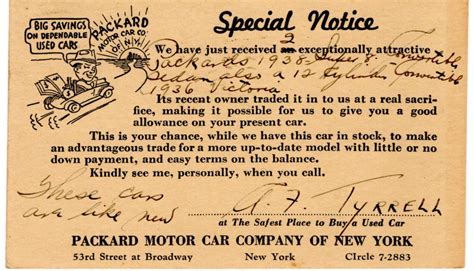 BIG SAVINGS
ON DEPENDABLE
USED CARS
PACKARD
MOTOR CAR CO.
OF N.Y.
Special Notice
We have just received 2 exceptionally attractive
Packards 1938 Super 8 Convertible
Sedan also a 12 Cylinder Convertible
1936 Victoria
Its recent owner traded it in to us at a real sacri-
fice, making it possible for us to give you a good
allowance on your present car.
This is your chance, while we have this car in stock, to make
an advantageous trade for a more up-to-date model with little or no
down payment, and easy terms on the balance.
Kindly see me, personally, when you call.
These cars
are like new
A. F. TYRRELL
at The Safest Place to Buy a Used Car
PACKARD MOTOR CAR COMPANY OF NEW YORK
53rd Street at Broadway New York CIrcle 7-2883